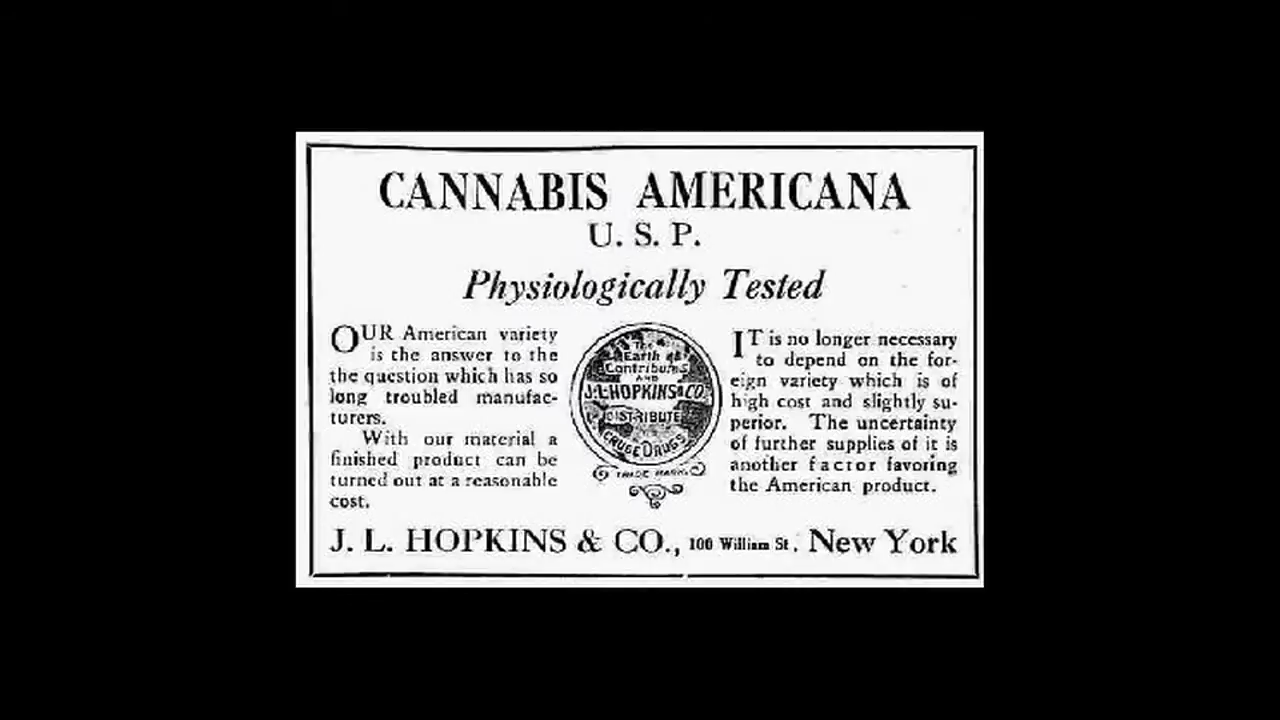 CANNABIS AMERICANA
U. S. P.
Physiologically Tested
OUR American variety
is the answer to the
the question which has so
long troubled manufac-
turers.
With our material a
finished product can be
turned out at a reasonable
cost.
The
Earth
Contributes
AND
J.L.HOPKINS & CO.
DISTRIBUTE
CRUDE DRUGS
TRADE MARK
IT is no longer necessary
to depend on the for-
eign variety which is of
high cost and slightly su-
perior. The uncertainty
of further supplies of it is
another factor favoring
the American product.
J. L. HOPKINS & CO., 100 William St. New York